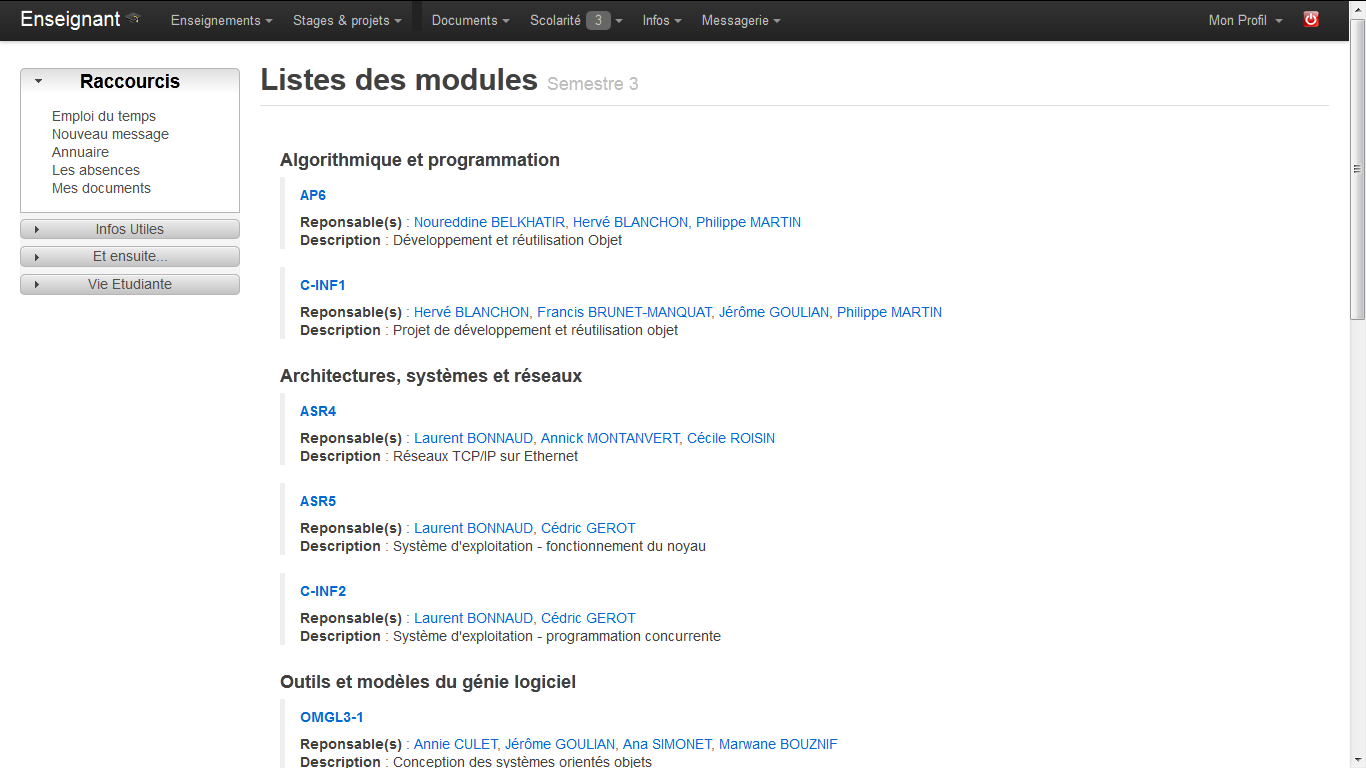 Enseignant Enseignements Stages & projets Documents Scolarité 3 Infos Messagerie Mon Profil
Raccourcis
Emploi du temps
Nouveau message
Annuaire
Les absences
Mes documents
Infos Utiles
Et ensuite...
Vie Etudiante
Listes des modules Semestre 3
Algorithmique et programmation
AP6
Reponsable(s) : Noureddine BELKHATIR, Hervé BLANCHON, Philippe MARTIN
Description : Développement et réutilisation Objet
C-INF1
Reponsable(s) : Hervé BLANCHON, Francis BRUNET-MANQUAT, Jérôme GOULIAN, Philippe MARTIN
Description : Projet de développement et réutilisation objet
Architectures, systèmes et réseaux
ASR4
Reponsable(s) : Laurent BONNAUD, Annick MONTANVERT, Cécile ROISIN
Description : Réseaux TCP/IP sur Ethernet
ASR5
Reponsable(s) : Laurent BONNAUD, Cédric GEROT
Description : Système d'exploitation - fonctionnement du noyau
C-INF2
Reponsable(s) : Laurent BONNAUD, Cédric GEROT
Description : Système d'exploitation - programmation concurrente
Outils et modèles du génie logiciel
OMGL3-1
Reponsable(s) : Annie CULET, Jérôme GOULIAN, Ana SIMONET, Marwane BOUZNIF
Description : Conception des systèmes orientés objets